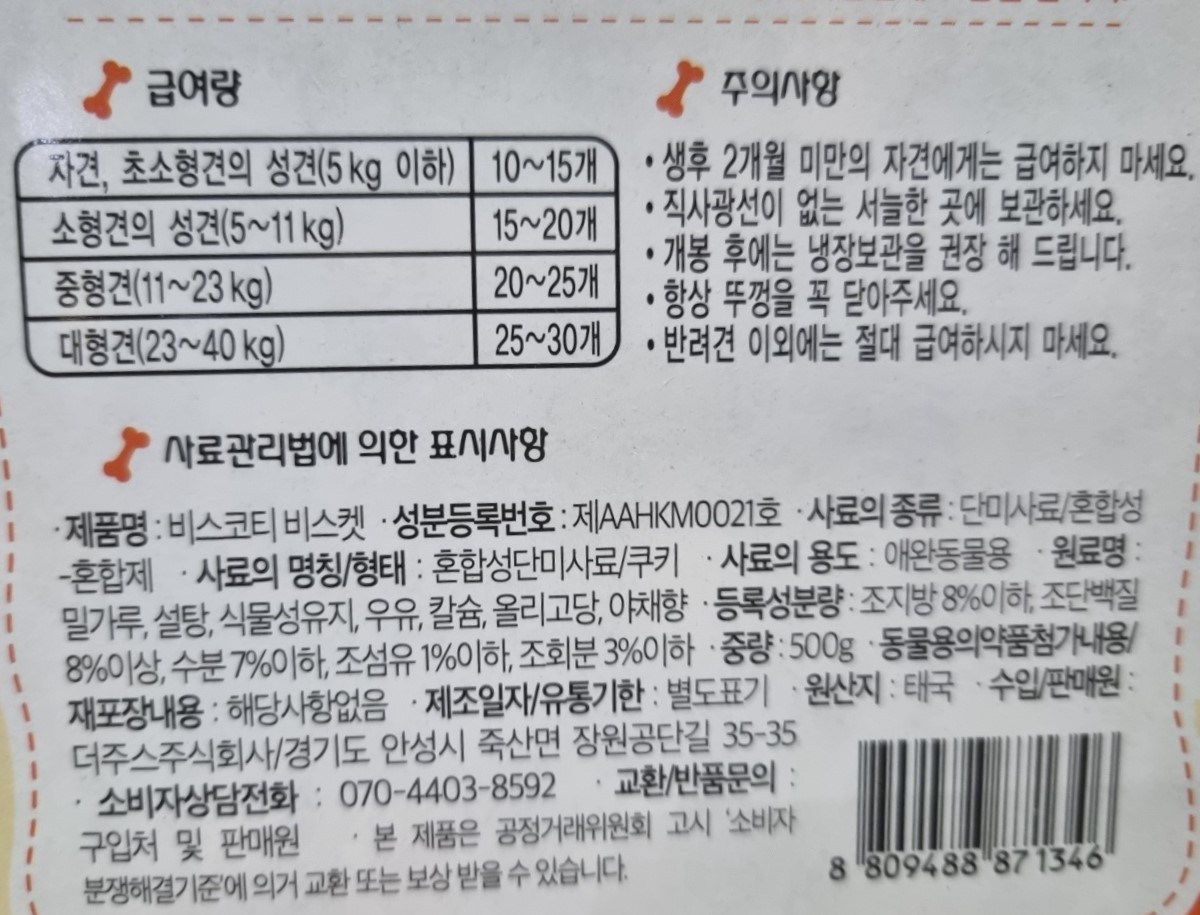 급여량
자견, 초소형견의 성견(5kg 이하) 10~15개
소형견의 성견(5~11kg) 15~20개
중형견(11~23kg) 20~25개
대형견(23~40kg) 25~30개
주의사항
• 생후 2개월 미만의 자견에게는 급여하지 마세요.
• 직사광선이 없는 서늘한 곳에 보관하세요.
• 개봉 후에는 냉장보관을 권장 해 드립니다.
• 항상 뚜껑을 꼭 닫아주세요.
• 반려견 이외에는 절대 급여하시지 마세요.
사료관리법에 의한 표시사항
·제품명 : 비스코티 비스켓 ·성분등록번호 : 제AAHKM0021호 ·사료의 종류 : 단미사료/혼합성
-혼합제 ·사료의 명칭/형태 : 혼합성단미사료/쿠키 ·사료의 용도 : 애완동물용 ·원료명 :
밀가루, 설탕, 식물성유지, 우유, 칼슘, 올리고당, 야채향 ·등록성분량 : 조지방 8%이하, 조단백질
8%이상, 수분 7%이하, 조섬유 1%이하, 조회분 3%이하 ·중량 : 500g ·동물용의약품첨가내용/
재포장내용 : 해당사항없음 ·제조일자/유통기한 : 별도표기 ·원산지 : 태국 ·수입/판매원 :
더주스주식회사/경기도 안성시 죽산면 장원공단길 35-35
· 소비자상담전화 : 070-4403-8592 · 교환/반품문의 :
구입처 및 판매원 · 본 제품은 공정거래위원회 고시 '소비자
분쟁해결기준'에 의거 교환 또는 보상 받을 수 있습니다.
8 809488 871346